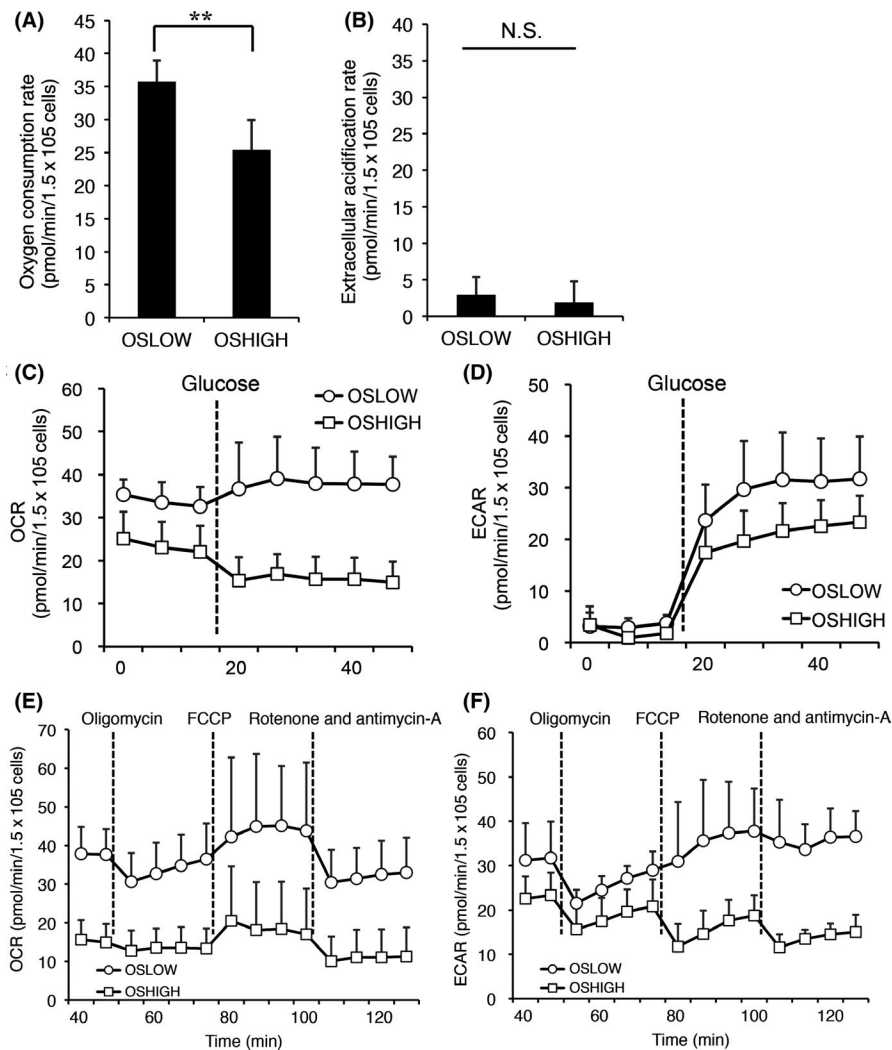 (A)
**
Oxygen consumption rate
(pmol/min/1.5 x 105 cells)
45
40
35
30
25
20
15
10
5
0
OSLOW OSHIGH
(B)
N.S.
Extracellular acidification rate
(pmol/min/1.5 x 105 cells)
40
35
30
25
20
15
10
5
0
OSLOW OSHIGH
(C)
Glucose
OSLOW
OSHIGH
OCR
(pmol/min/1.5 x 105 cells)
60
50
40
30
20
10
0
0 20 40
(D)
Glucose
ECAR
(pmol/min/1.5 x 105 cells)
50
40
30
20
10
0
OSLOW
OSHIGH
0 20 40
(E)
Oligomycin FCCP Rotenone and antimycin-A
OCR (pmol/min/1.5 x 105 cells)
70
60
50
40
30
20
10
0
OSLOW
OSHIGH
40 60 80 100 120
Time (min)
(F)
Oligomycin FCCP Rotenone and antimycin-A
ECAR (pmol/min/1.5 x 105 cells)
60
50
40
30
20
10
0
OSLOW
OSHIGH
40 60 80 100 120
Time (min)